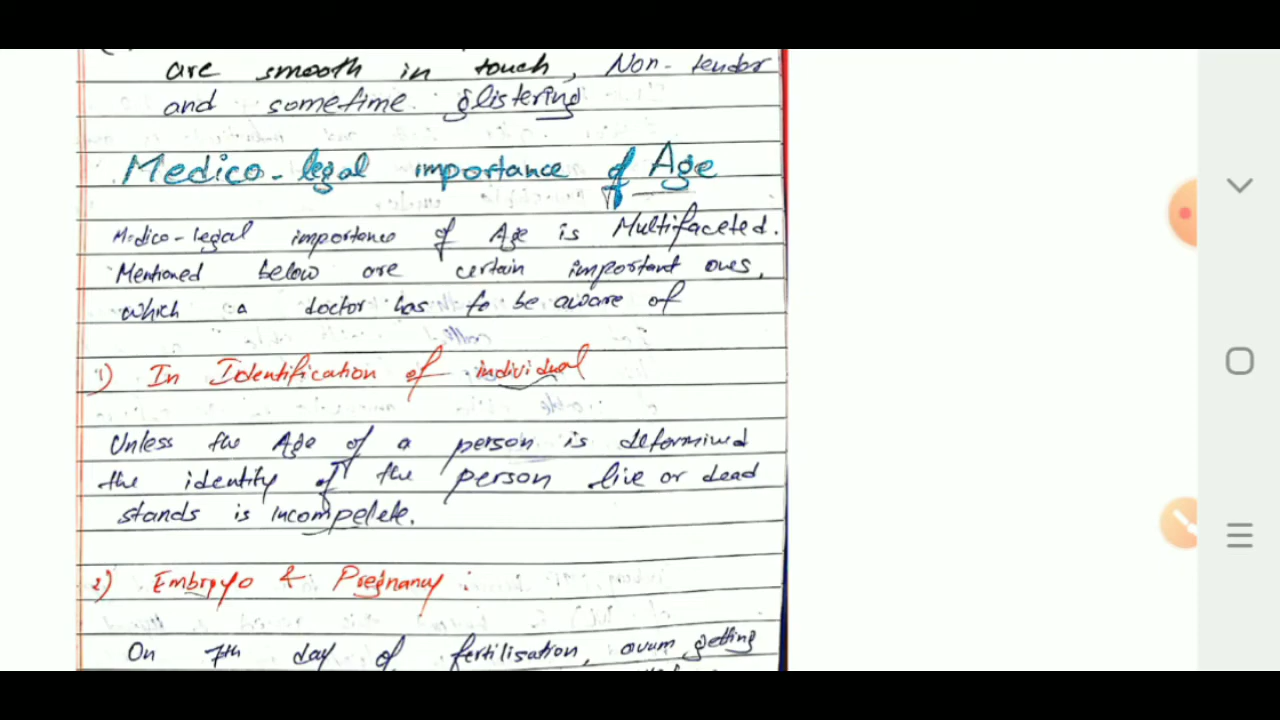 are smooth in touch, Non-tender
and sometime glistering
Medico-legal importance of Age
Medico-legal importance of Age is Multifaceted.
Mentioned below are certain important ones,
which a doctor has to be aware of
1) In Identification of individual
Unless the Age of a person is determined
the identity of the person live or dead
stands is incompelete.
2) Embryo & Pregnancy :
On 7th day of fertilisation, ovum getting